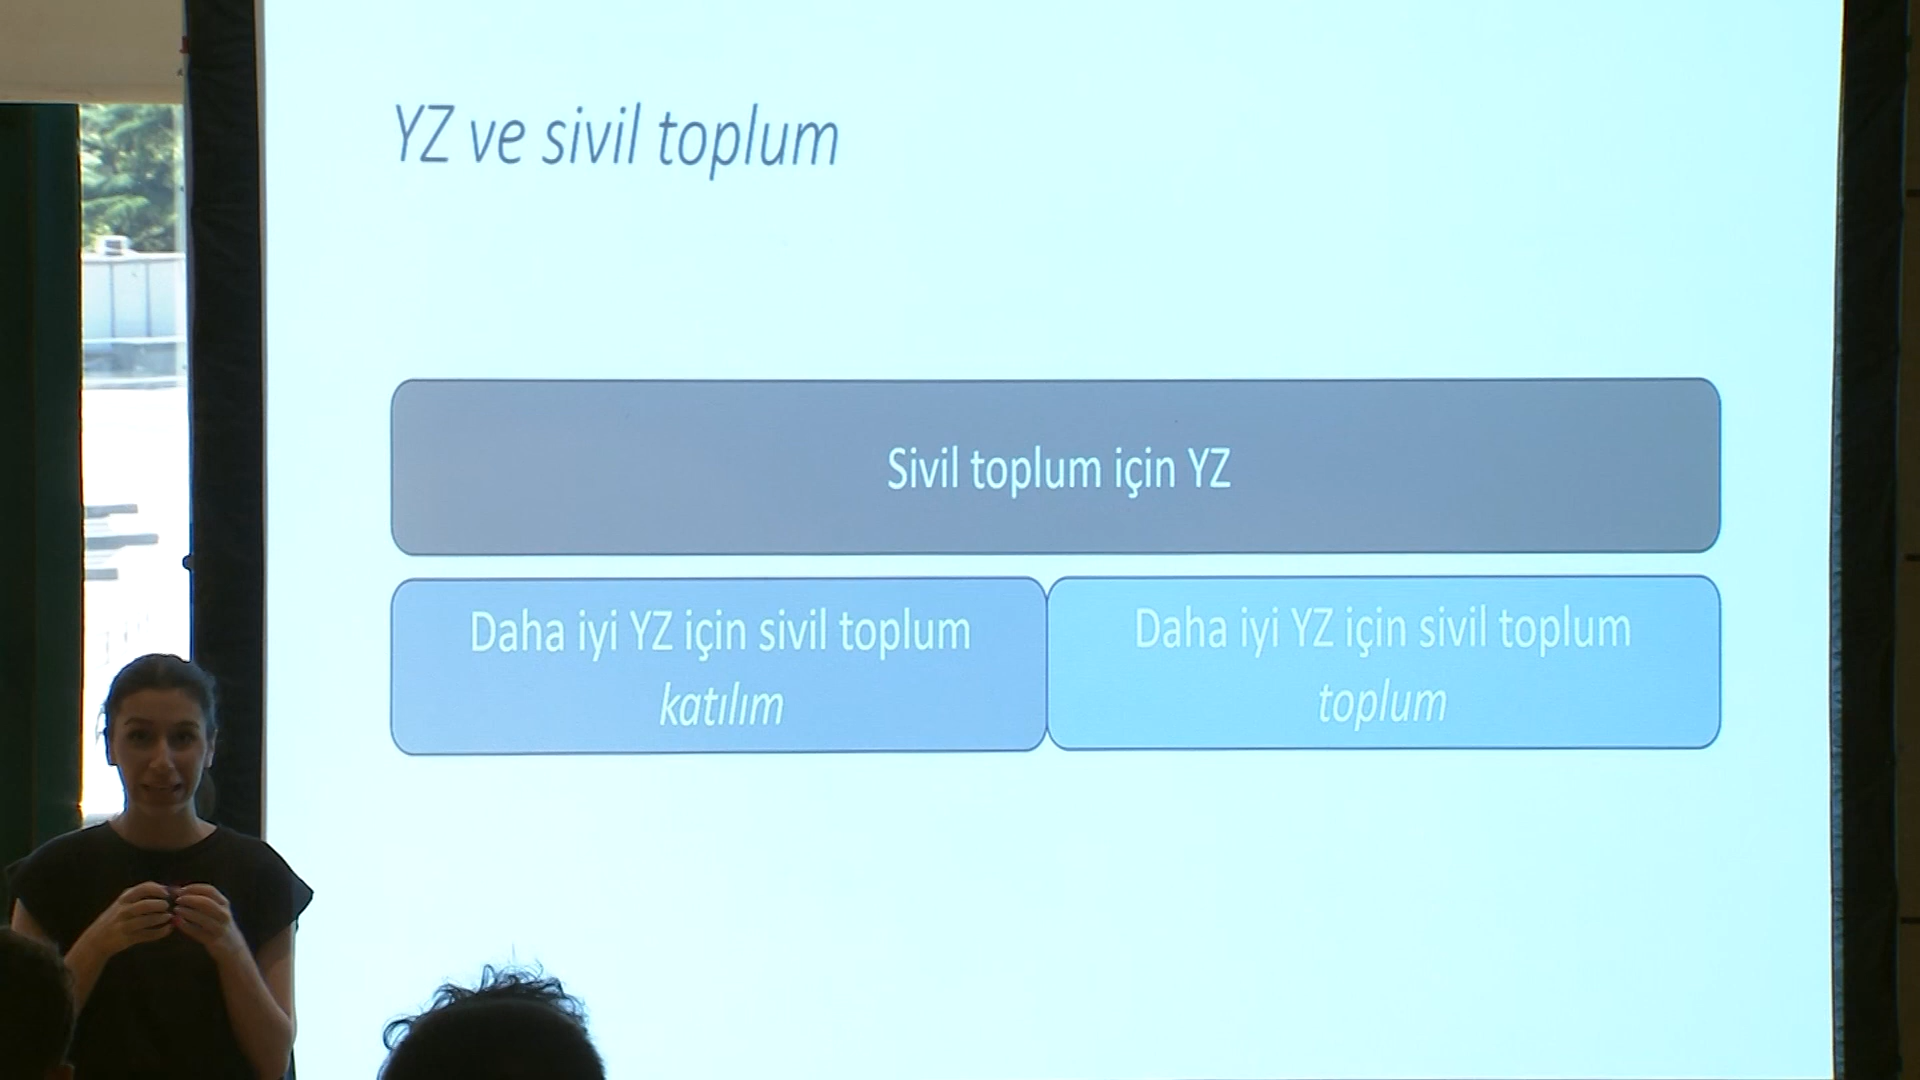 YZ ve sivil toplum
Sivil toplum için YZ
Daha iyi YZ için sivil toplum
katılım
Daha iyi YZ için sivil toplum
toplum